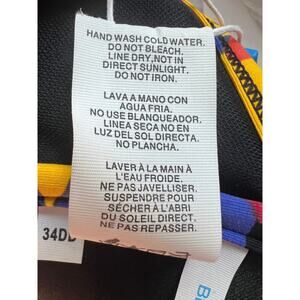 HAND WASH COLD WATER.
DO NOT BLEACH.
LINE DRY,NOT IN
DIRECT SUNLIGHT.
DO NOT IRON.
LAVA A MANO CON
AGUA FRIA.
NO USE BLANQUEADOR.
LINEA SECA NO EN
LUZ DEL SOL DIRECTO.
NO PLANCHA.
LAVER À LA MAIN À
L'EAU FROIDE.
NE PAS JAVELLISER.
SUSPENDRE POUR
SÉCHER À L'ABRI
DU SOLEIL DIRECT.
NE PAS REPASSER.
34DD